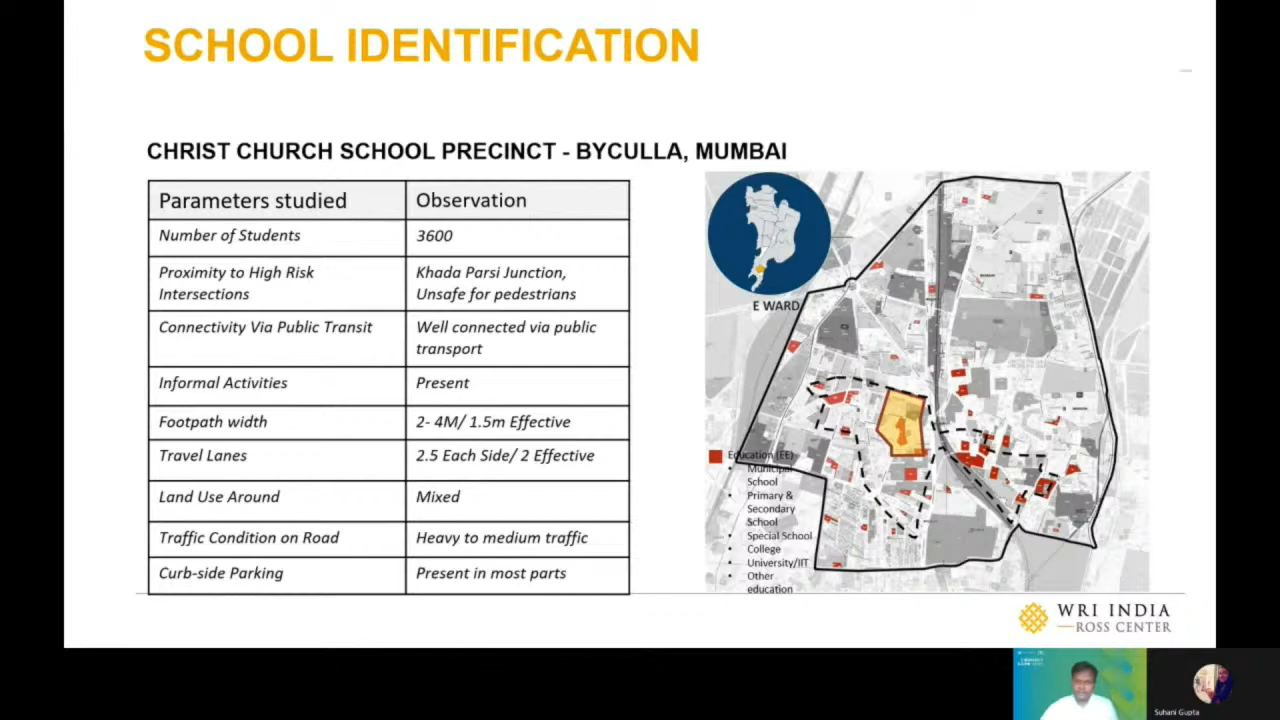 SCHOOL IDENTIFICATION
CHRIST CHURCH SCHOOL PRECINCT - BYCULLA, MUMBAI
Parameters studied Observation
Number of Students 3600
Proximity to High Risk Khada Parsi Junction,
Intersections Unsafe for pedestrians
Connectivity Via Public Transit Well connected via public
transport
Informal Activities Present
Footpath width 2- 4M/ 1.5m Effective
Travel Lanes 2.5 Each Side/ 2 Effective
Land Use Around Mixed
Traffic Condition on Road Heavy to medium traffic
Curb-side Parking Present in most parts
E WARD
Education (EE)
• Municipal
School
• Primary &
Secondary
School
• Special School
• College
• University/IIT
• Other
education
WRI INDIA
ROSS CENTER
Suhani Gupta